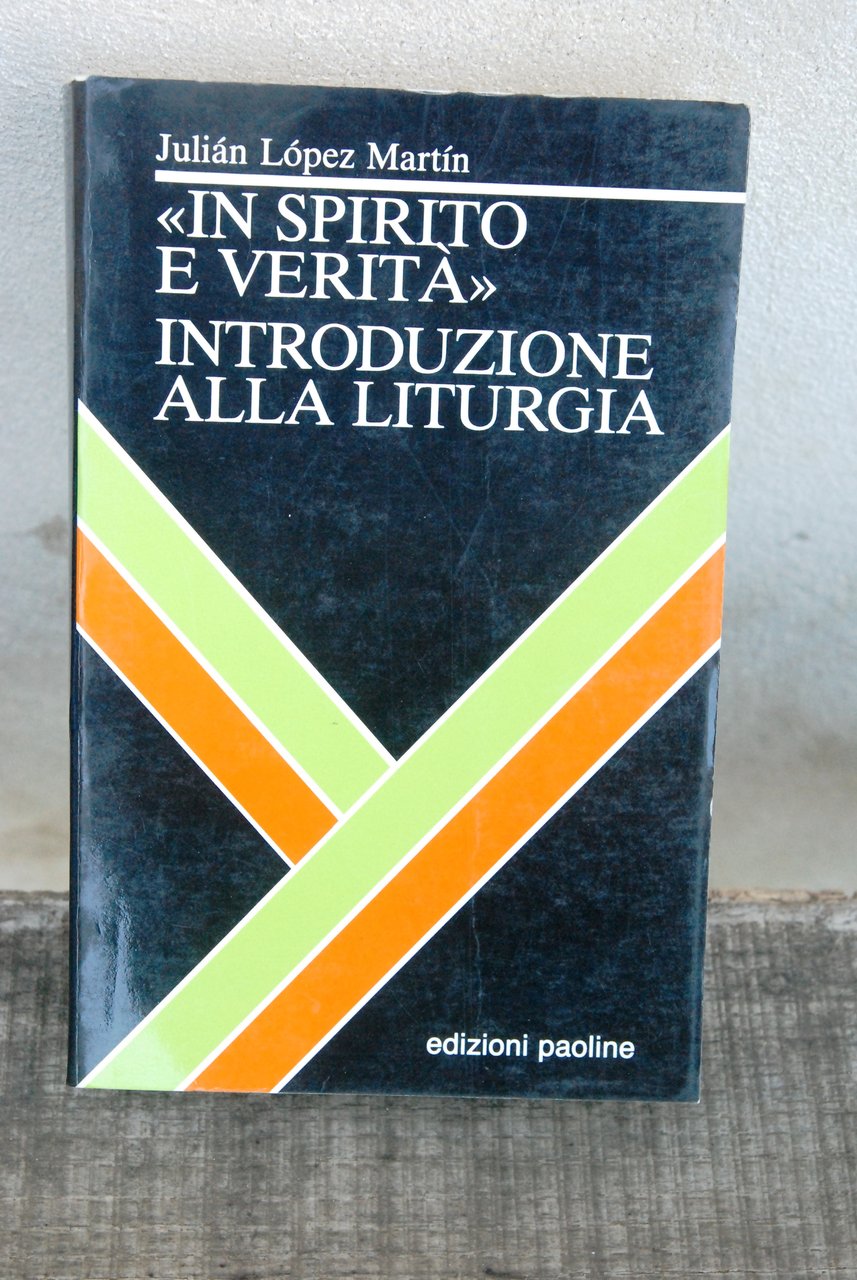 Julián López Martín
«IN SPIRITO
E VERITÀ»
INTRODUZIONE
ALLA LITURGIA
edizioni paoline